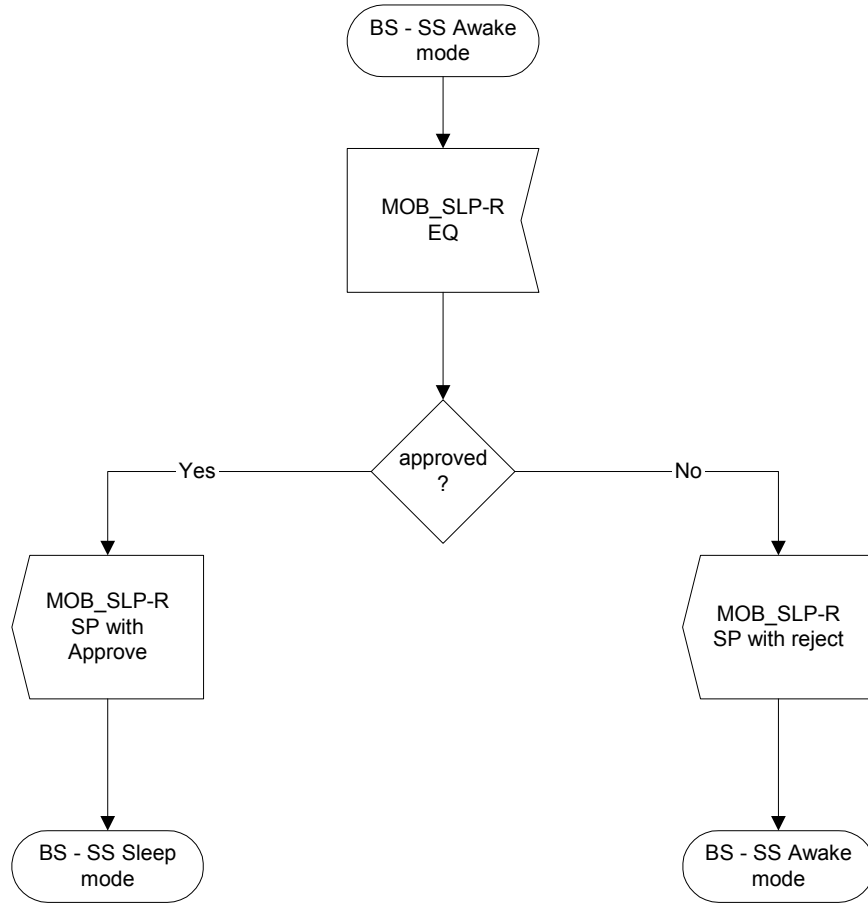 BS - SS Awake
mode
MOB_SLP-R
EQ
approved
?
Yes
No
MOB_SLP-R
SP with
Approve
MOB_SLP-R
SP with reject
BS - SS Sleep
mode
BS - SS Awake
mode